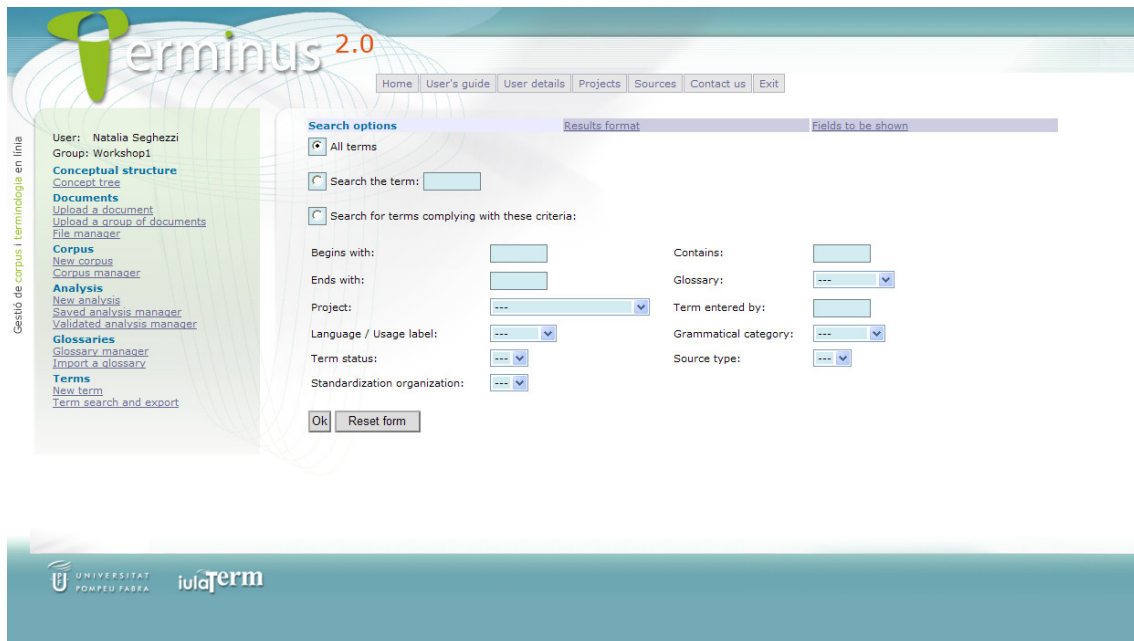 Terminus 2.0
Home User's guide User details Projects Sources Contact us Exit
Gestió de corpus i terminologia en línia
User: Natalia Seghezzi
Group: Workshop1
Conceptual structure
Concept tree
Documents
Upload a document
Upload a group of documents
File manager
Corpus
New corpus
Corpus manager
Analysis
New analysis
Saved analysis manager
Validated analysis manager
Glossaries
Glossary manager
Import a glossary
Terms
New term
Term search and export
Search options Results format Fields to be shown
All terms
Search the term:
Search for terms complying with these criteria:
Begins with: Contains:
Ends with: Glossary: ---
Project: --- Term entered by:
Language / Usage label: --- Grammatical category: ---
Term status: --- Source type: ---
Standardization organization: ---
Ok Reset form
UNIVERSITAT
POMPEU FABRA
iulaTerm